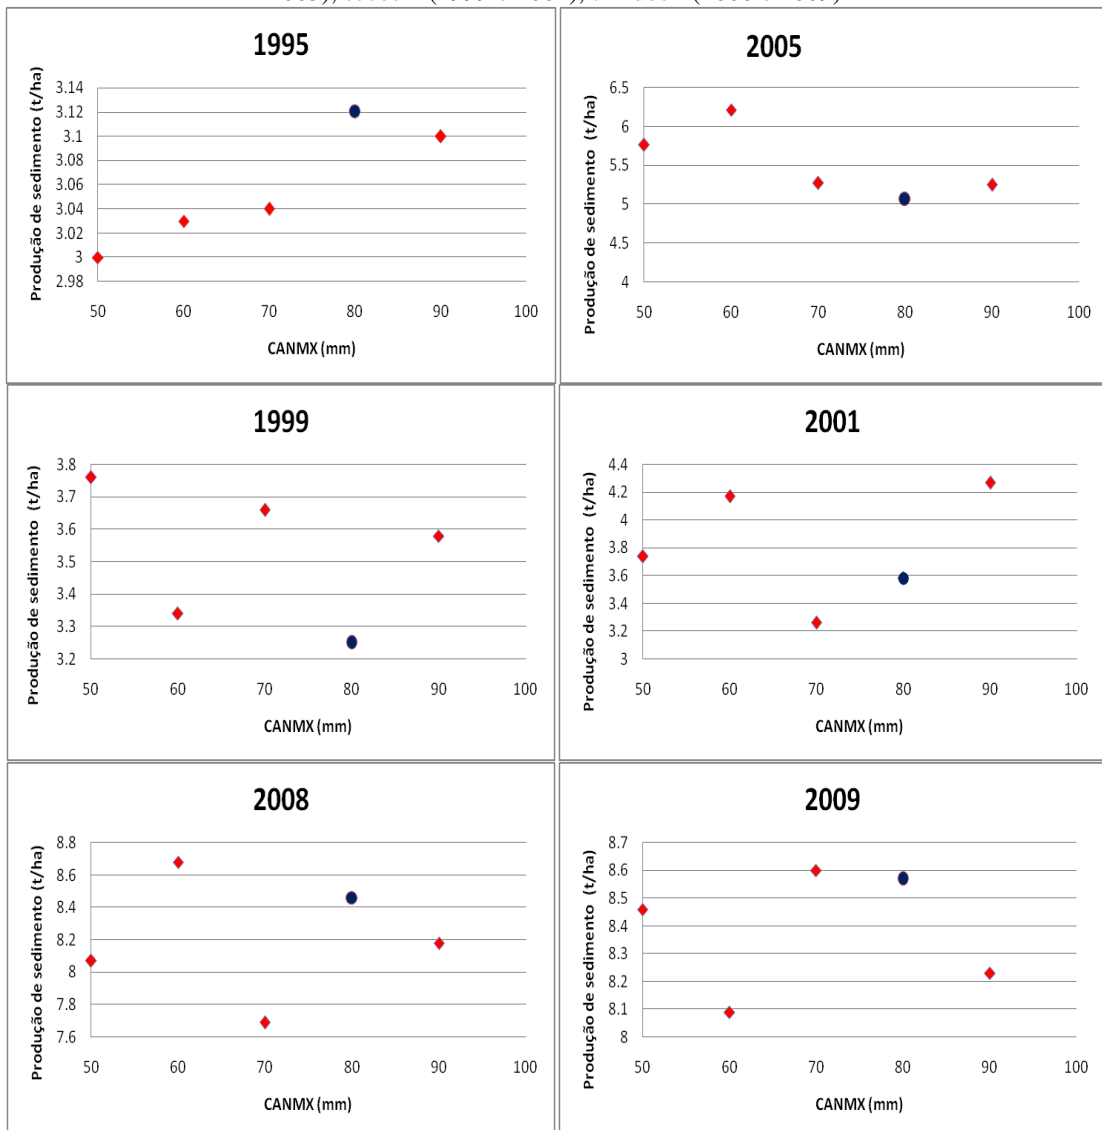 1995
Produção de sedimento (t/ha)
3.14
3.12
3.1
3.08
3.06
3.04
3.02
3
2.98
50 60 70 80 90 100
CANMX (mm)
2005
Produção de sedimento (t/ha)
6.5
6
5.5
5
4.5
4
50 60 70 80 90 100
CANMX (mm)
1999
Produção de sedimento (t/ha)
3.8
3.7
3.6
3.5
3.4
3.3
3.2
50 60 70 80 90 100
CANMX (mm)
2001
Produção de sedimento (t/ha)
4.4
4.2
4
3.8
3.6
3.4
3.2
3
50 60 70 80 90 100
CANMX (mm)
2008
Produção de sedimento (t/ha)
8.8
8.6
8.4
8.2
8
7.8
7.6
50 60 70 80 90 100
CANMX (mm)
2009
Produção de sedimento (t/ha)
8.7
8.6
8.5
8.4
8.3
8.2
8.1
8
50 60 70 80 90 100
CANMX (mm)